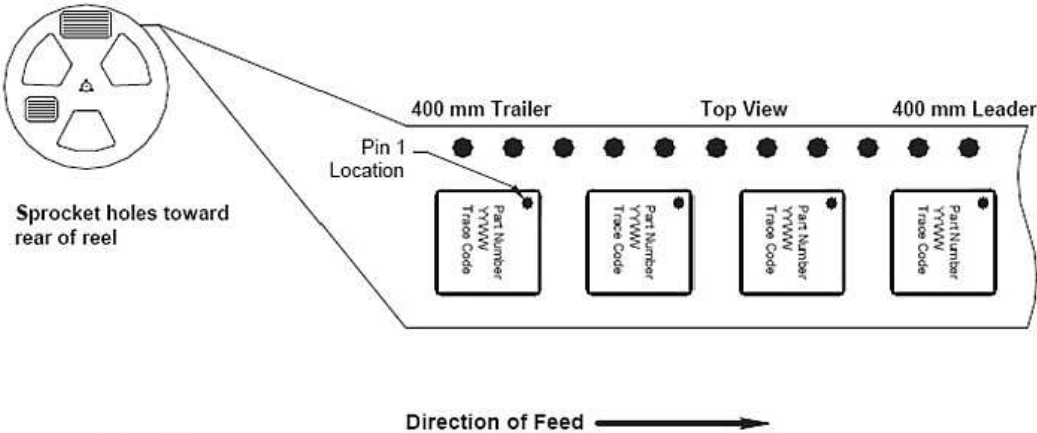 400 mm Trailer
Top View
400 mm Leader
Pin 1
Location
Sprocket holes toward
rear of reel
Part Number
YYWW
Trace Code
Part Number
YYWW
Trace Code
Part Number
YYWW
Trace Code
Part Number
YYWW
Trace Code
Direction of Feed